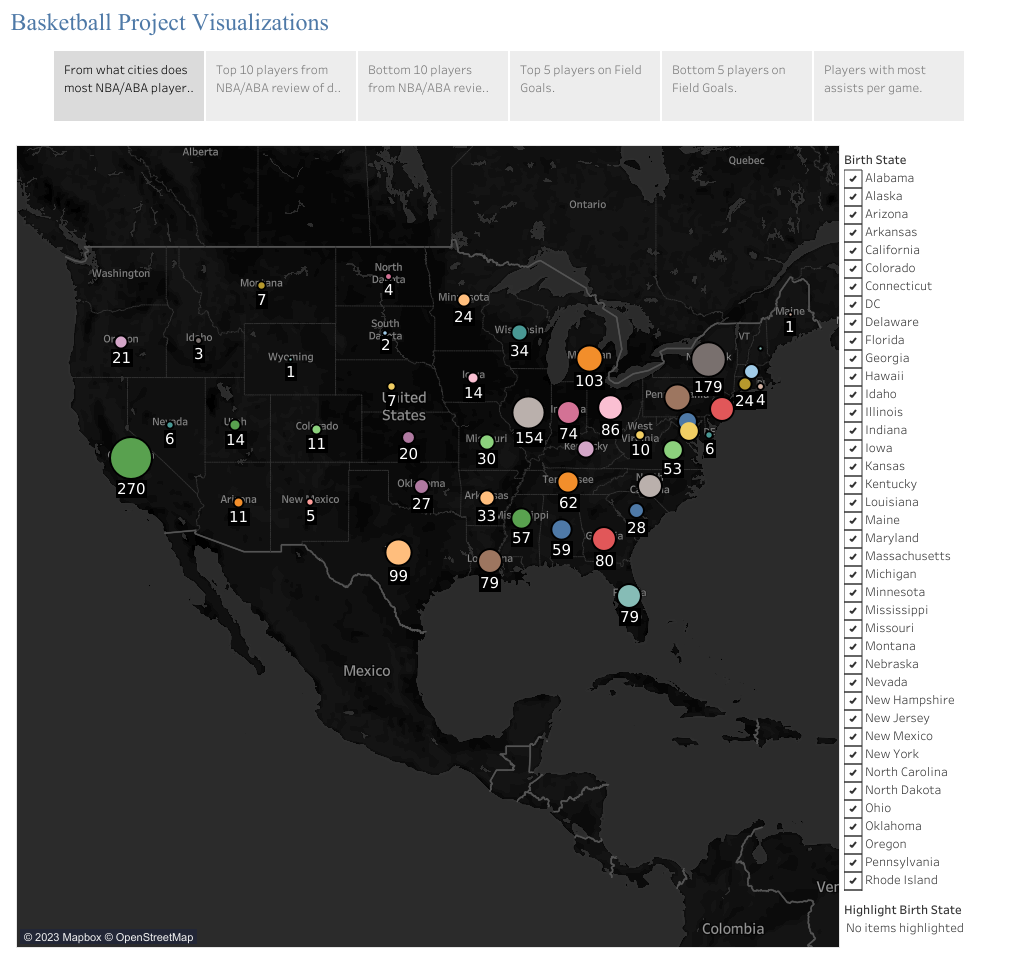 Basketball Project Visualizations
From what cities does
most NBA/ABA player..
Top 10 players from
NBA/ABA review of d..
Bottom 10 players
from NBA/ABA revie..
Top 5 players on Field
Goals.
Bottom 5 players on
Field Goals.
Players with most
assists per game.
Alberta
Quebec
Ontario
Washington
North
Dakota
4
Montana
7
Minnesota
24
Maine
1
South
Dakota
2
Wisconsin
34
VT
Oregon
21
Idaho
3
Wyoming
1
103
179
Iowa
14
7
United
States
24
4
154
74
86
West
Virginia
10
6
53
Nevada
6
Utah
14
Colorado
11
20
Missouri
30
Kentucky
270
Arizona
11
New Mexico
5
Oklahoma
27
Arkansas
33
Tennessee
62
North
Carolina
28
Mississippi
57
59
Georgia
80
99
Louisiana
79
Florida
79
Mexico
Colombia
Ver
© 2023 Mapbox © OpenStreetMap
Birth State
Alabama
Alaska
Arizona
Arkansas
California
Colorado
Connecticut
DC
Delaware
Florida
Georgia
Hawaii
Idaho
Illinois
Indiana
Iowa
Kansas
Kentucky
Louisiana
Maine
Maryland
Massachusetts
Michigan
Minnesota
Mississippi
Missouri
Montana
Nebraska
Nevada
New Hampshire
New Jersey
New Mexico
New York
North Carolina
North Dakota
Ohio
Oklahoma
Oregon
Pennsylvania
Rhode Island
Highlight Birth State
No items highlighted